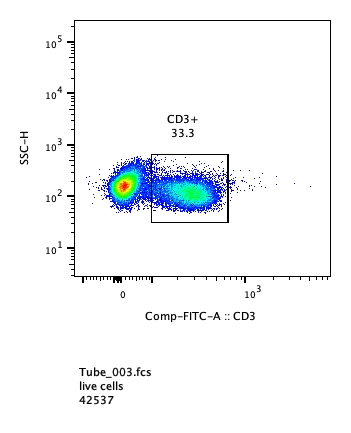 CD3+
33.3
10^5
10^4
10^3
10^2
10^1
SSC-H
0
10^3
Comp-FITC-A :: CD3
Tube_003.fcs
live cells
42537